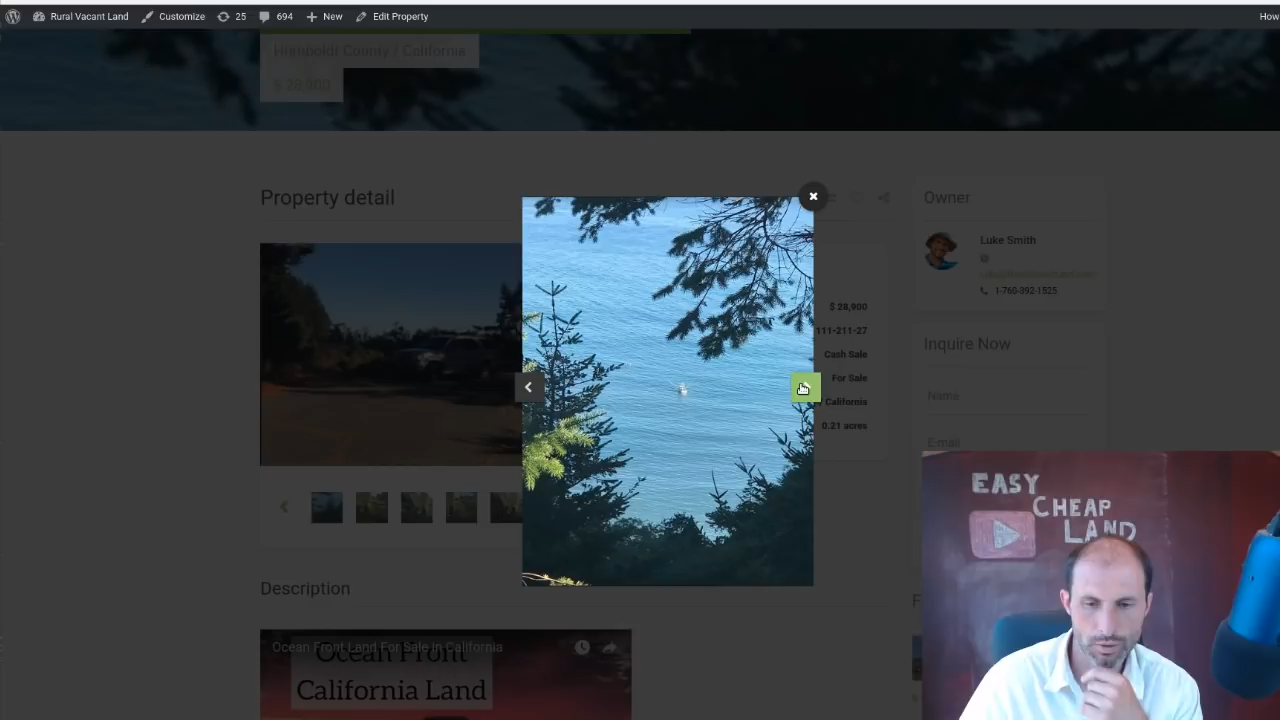 Rural Vacant Land Customize 25 694 New Edit Property How
Humboldt County / California
$ 28,900
Property detail
Owner
Luke Smith
1-760-392-1525
$ 28,900
111-211-27
Cash Sale
For Sale
California
0.21 acres
Inquire Now
Name
E-mail
EASY
CHEAP
LAND
Description
Ocean Front Land For Sale in California
Ocean Front
California Land
F